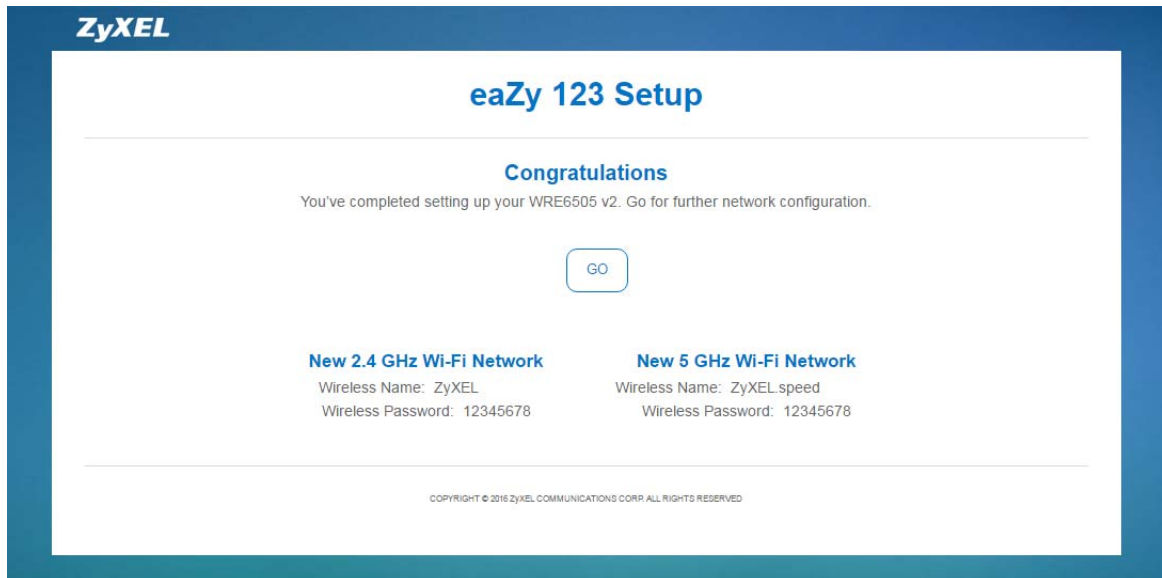 ZyXEL
eaZy 123 Setup
Congratulations
You've completed setting up your WRE6505 v2. Go for further network configuration.
GO
New 2.4 GHz Wi-Fi Network
Wireless Name: ZyXEL
Wireless Password: 12345678
New 5 GHz Wi-Fi Network
Wireless Name: ZyXEL.speed
Wireless Password: 12345678
COPYRIGHT © 2016 ZyXEL COMMUNICATIONS CORP. ALL RIGHTS RESERVED